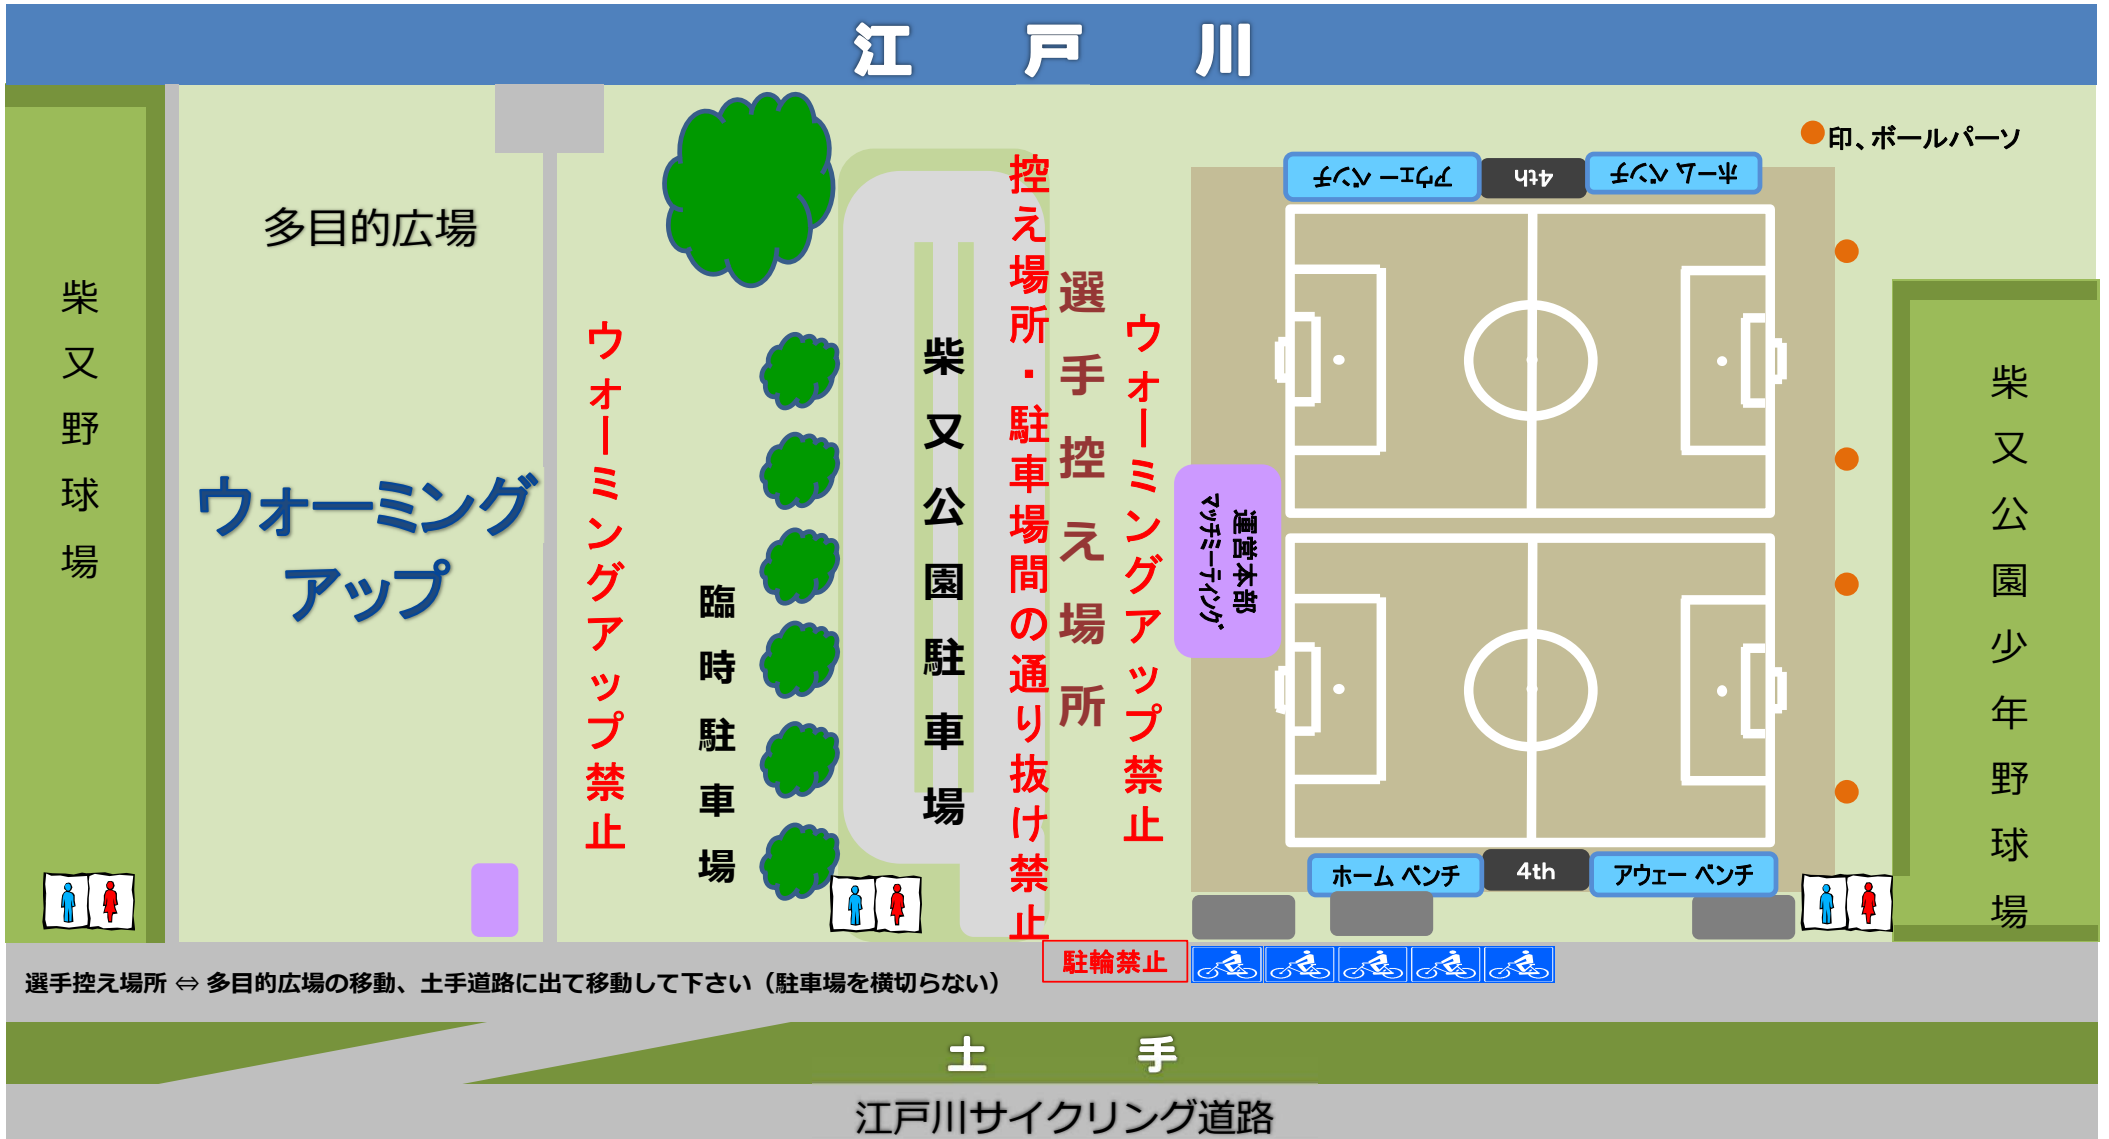 江戸川
印、ボールパーソ
アウェー ベンチ
4th
ホーム ベンチ
多目的広場
柴又野球場
ウォーミング
アップ
ウォーミングアップ禁止
臨時駐車場
柴又公園駐車場
控え場所・駐車場間の通り抜け禁止
選手控え場所
ウォーミングアップ禁止
運営本部
マッチミーティング
柴又公園少年野球場
ホーム ベンチ
4th
アウェー ベンチ
駐輪禁止
選手控え場所 ⇔ 多目的広場の移動、土手道路に出て移動して下さい（駐車場を横切らない）
土手
江戸川サイクリング道路